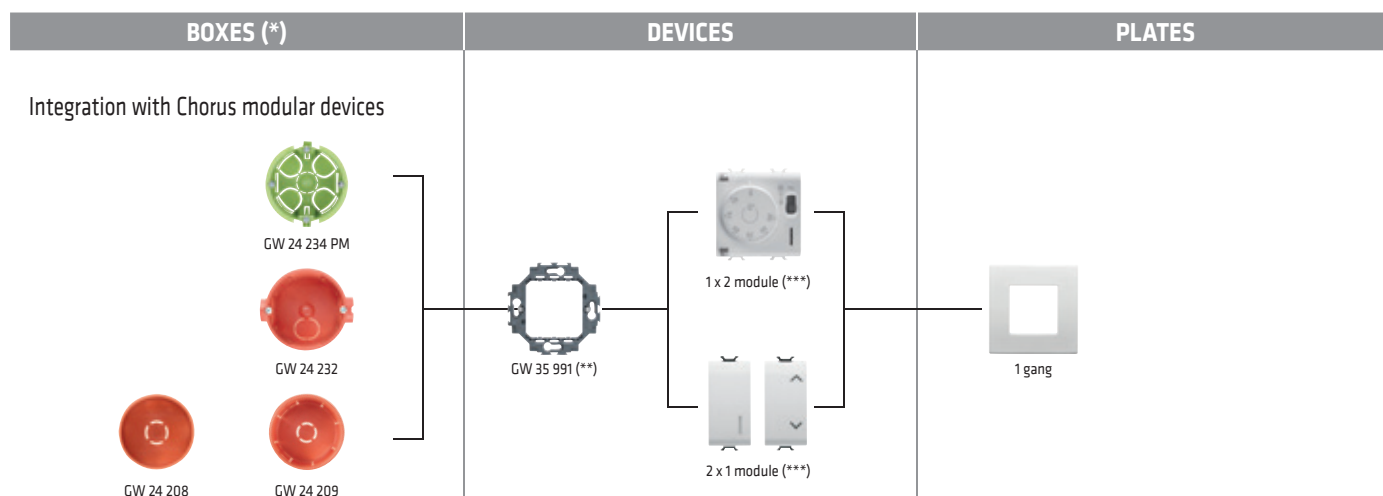 BOXES (*)
DEVICES
PLATES
Integration with Chorus modular devices
GW 24 234 PM
GW 24 232
GW 24 208
GW 24 209
GW 35 991 (**)
1 x 2 module (***)
2 x 1 module (***)
1 gang